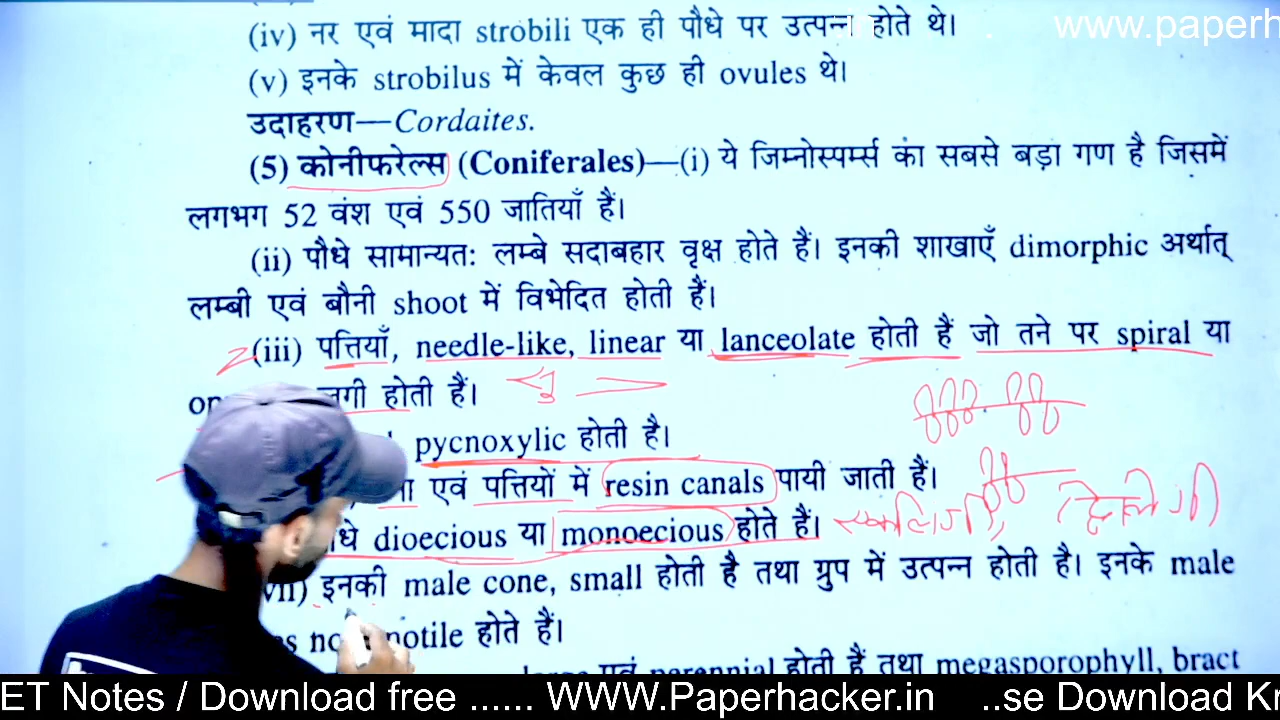 (iv) नर एवं मादा strobili एक ही पौधे पर उत्पन्न होते थे।
www.paperh
(v) इनके strobilus में केवल कुछ ही ovules थे।
उदाहरण—Cordaites.
(5) कोनीफरेल्स (Coniferales)—(i) ये जिम्नोस्पर्म्स का सबसे बड़ा गण है जिसमें
लगभग 52 वंश एवं 550 जातियाँ हैं।
(ii) पौधे सामान्यतः लम्बे सदाबहार वृक्ष होते हैं। इनकी शाखाएँ dimorphic अर्थात्
लम्बी एवं बौनी shoot में विभेदित होती हैं।
(iii) पत्तियाँ, needle-like, linear या lanceolate होती हैं जो तने पर spiral या
लगी होती हैं।
pycnoxylic होती है।
एवं पत्तियों में resin canals पायी जाती हैं।
dioecious या monoecious होते हैं।
इनकी male cone, small होती है तथा ग्रुप में उत्पन्न होती है। इनके male
होते हैं।
एवं perennial होती हैं तथा megasporophyll, bract
ET Notes / Download free ...... WWW.Paperhacker.in ..se Download Kr